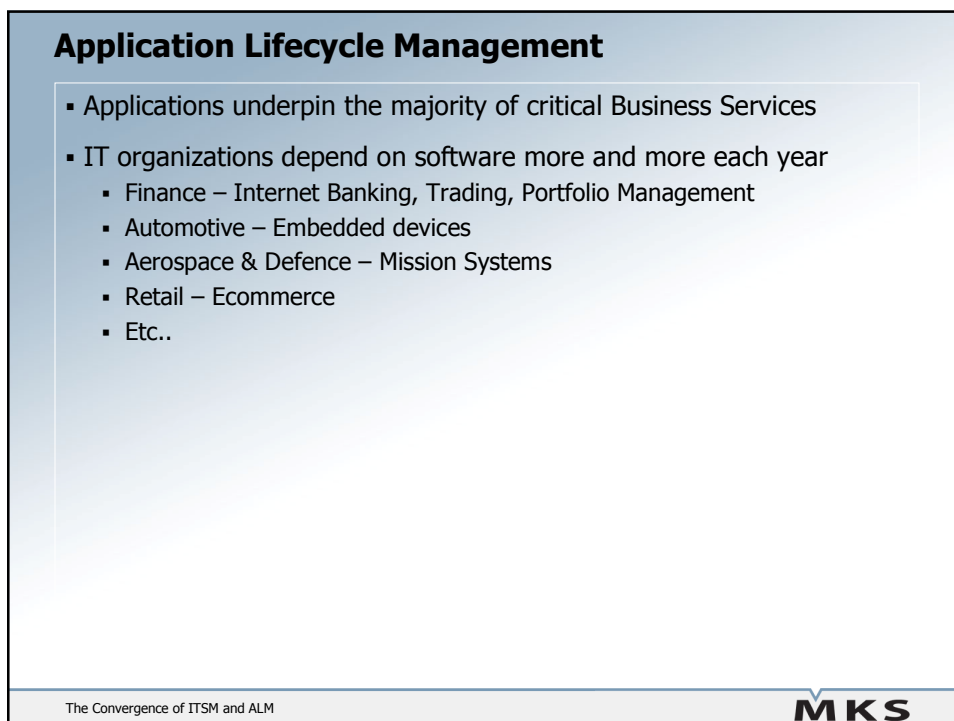 Application Lifecycle Management
▪ Applications underpin the majority of critical Business Services
▪ IT organizations depend on software more and more each year
▪ Finance – Internet Banking, Trading, Portfolio Management
▪ Automotive – Embedded devices
▪ Aerospace & Defence – Mission Systems
▪ Retail – Ecommerce
▪ Etc..
The Convergence of ITSM and ALM
MKS